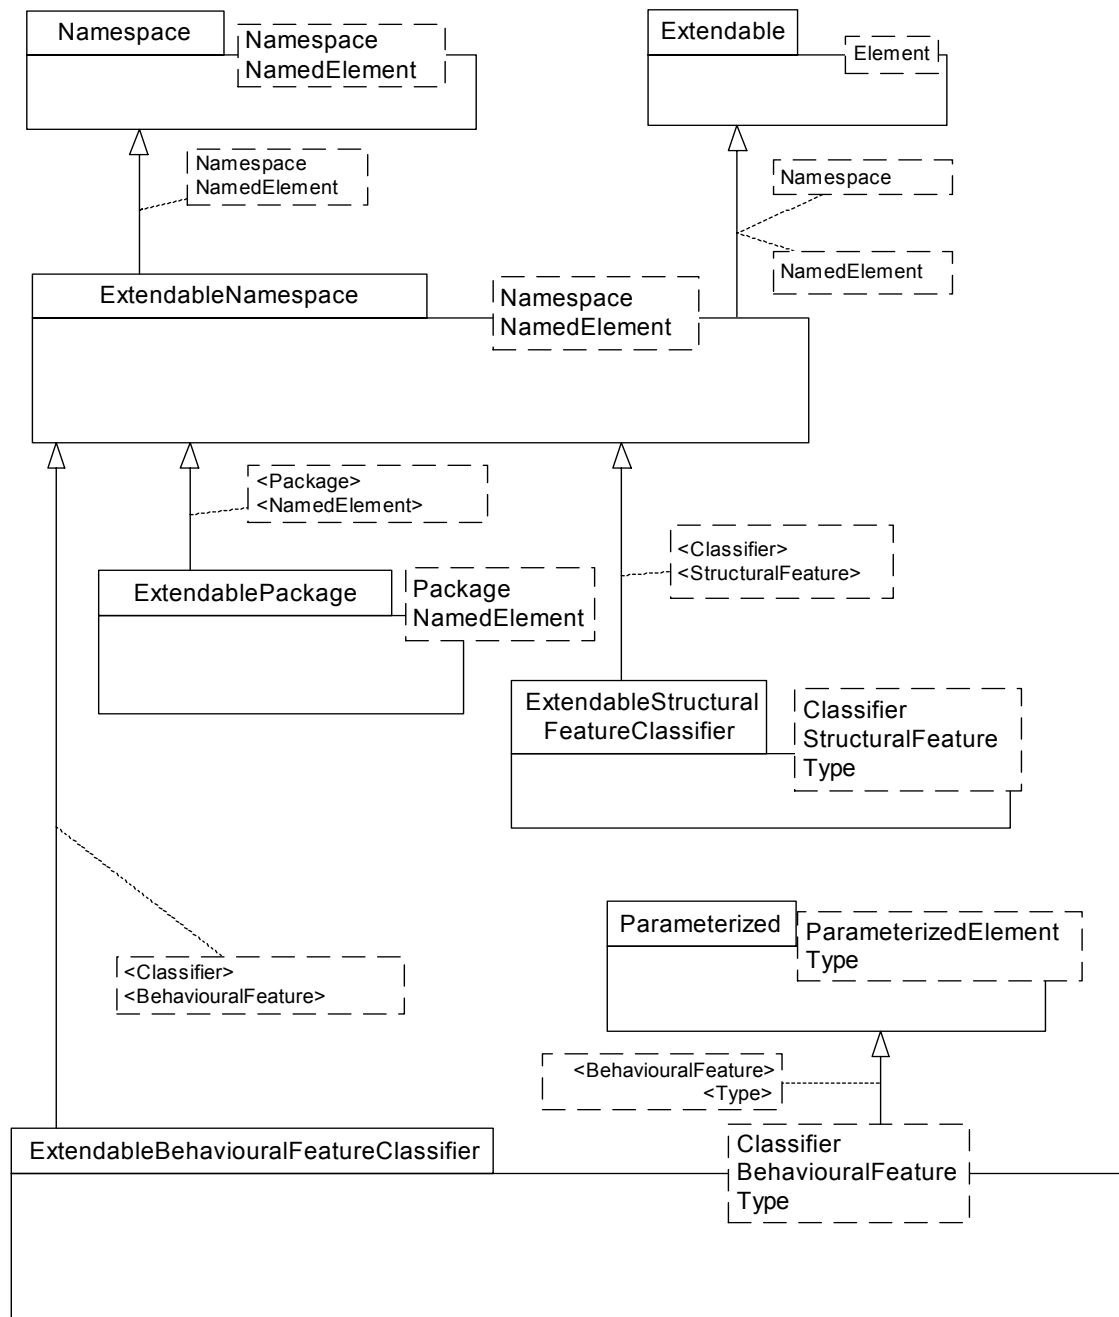 Namespace
Namespace
NamedElement
Extendable
Element
Namespace
NamedElement
Namespace
NamedElement
ExtendableNamespace
Namespace
NamedElement
<Package>
<NamedElement>
<Classifier>
<StructuralFeature>
ExtendablePackage
Package
NamedElement
ExtendableStructural
FeatureClassifier
Classifier
StructuralFeature
Type
Parameterized
ParameterizedElement
Type
<Classifier>
<BehaviouralFeature>
<BehaviouralFeature>
<Type>
ExtendableBehaviouralFeatureClassifier
Classifier
BehaviouralFeature
Type